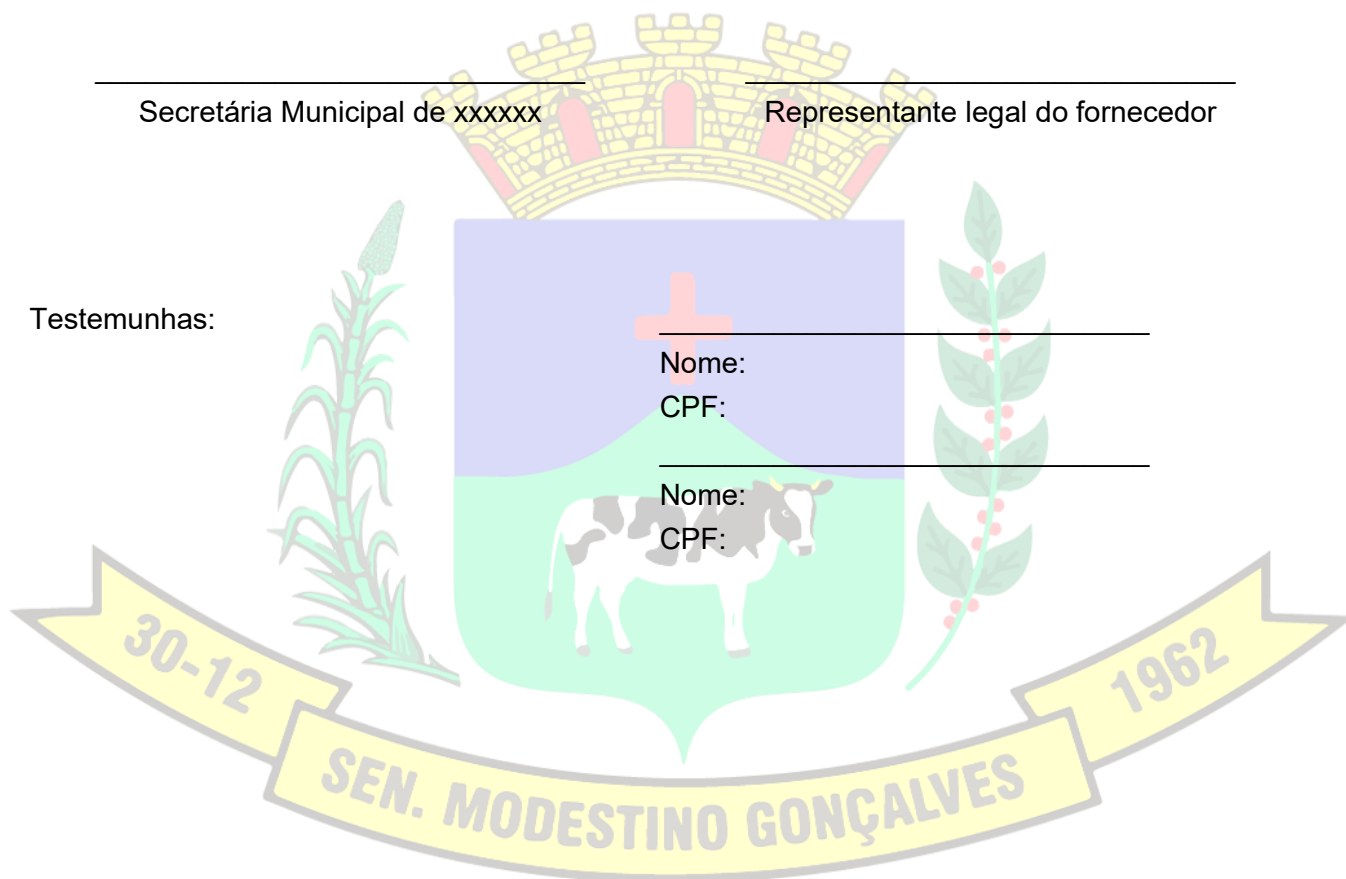 Secretária Municipal de xxxxxx Representante legal do fornecedor
Testemunhas:
Nome:
CPF:
Nome:
CPF:
30-12 1962
SEN. MODESTINO GONÇALVES